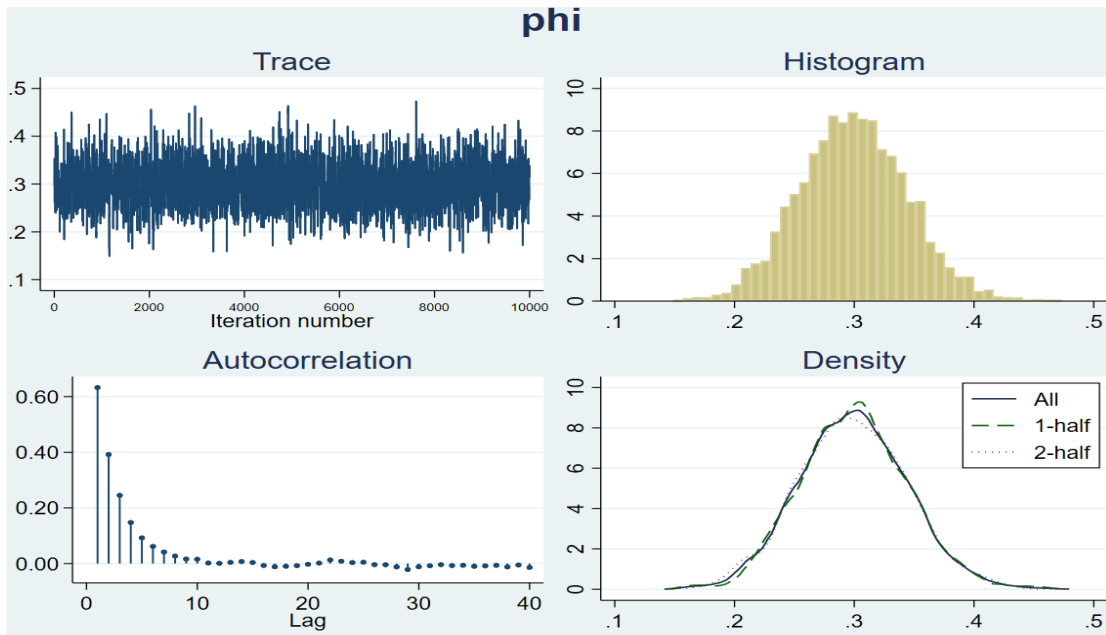 phi
Trace
.5
.4
.3
.2
.1
0 2000 4000 6000 8000 10000
Iteration number
Histogram
10
8
6
4
2
0
.1 .2 .3 .4 .5
Autocorrelation
0.60
0.40
0.20
0.00
0 10 20 30 40
Lag
Density
10
8
6
4
2
0
.1 .2 .3 .4 .5
All
1-half
2-half